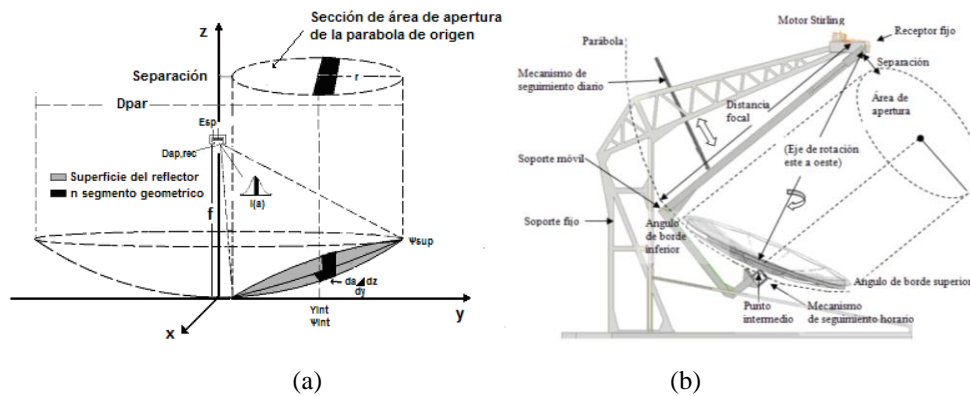 Sección de área de apertura
de la parabola de origen
z
Separación
r
Dpar
Esp
Dap,rec
Superficie del reflector
n segmento geometrico
I(a)
f
Ψsup
da
dz
dy
Yint
Ψint
x
y
(a)
Motor Stirling
Receptor fijo
Parábola
Separación
Mecanismo de
seguimiento diario
Área de
apertura
Distancia
focal
(Eje de rotación
este a oeste)
Soporte móvil
Soporte fijo
Angulo
de borde
inferior
Angulo de borde superior
Punto
intermedio
Mecanismo
de seguimiento horario
(b)